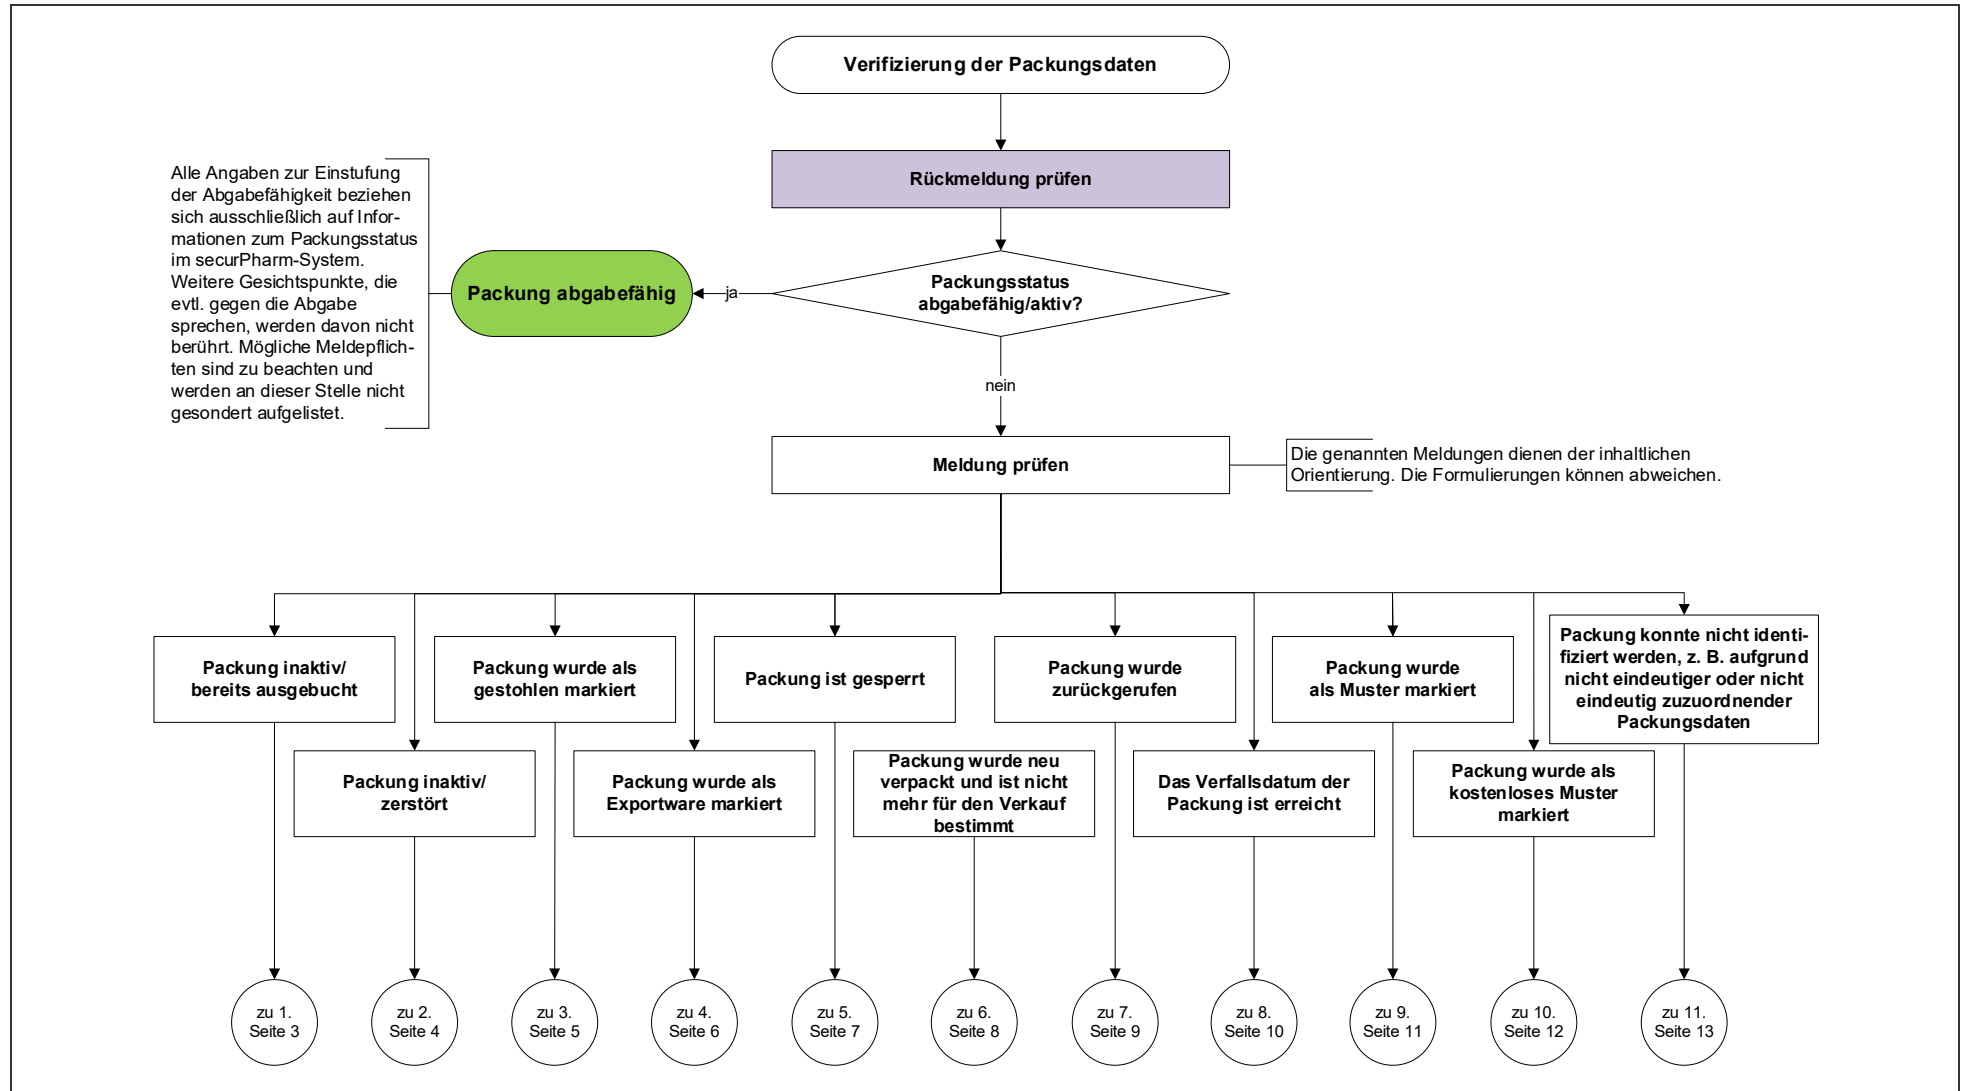 Verifizierung der Packungsdaten
Rückmeldung prüfen
Alle Angaben zur Einstufung
der Abgabefähigkeit beziehen
sich ausschließlich auf Infor-
mationen zum Packungsstatus
im securPharm-System.
Weitere Gesichtspunkte, die
evtl. gegen die Abgabe
sprechen, werden davon nicht
berührt. Mögliche Meldepflich-
ten sind zu beachten und
werden an dieser Stelle nicht
gesondert aufgelistet.
Packung abgabefähig
ja
Packungsstatus
abgabefähig/aktiv?
nein
Meldung prüfen
Die genannten Meldungen dienen der inhaltlichen
Orientierung. Die Formulierungen können abweichen.
Packung inaktiv/
bereits ausgebucht
Packung wurde als
gestohlen markiert
Packung ist gesperrt
Packung wurde
zurückgerufen
Packung wurde
als Muster markiert
Packung konnte nicht identi-
fiziert werden, z. B. aufgrund
nicht eindeutiger oder nicht
eindeutig zuzuordnender
Packungsdaten
Packung inaktiv/
zerstört
Packung wurde als
Exportware markiert
Packung wurde neu
verpackt und ist nicht
mehr für den Verkauf
bestimmt
Das Verfallsdatum der
Packung ist erreicht
Packung wurde als
kostenloses Muster
markiert
zu 1.
Seite 3
zu 2.
Seite 4
zu 3.
Seite 5
zu 4.
Seite 6
zu 5.
Seite 7
zu 6.
Seite 8
zu 7.
Seite 9
zu 8.
Seite 10
zu 9.
Seite 11
zu 10.
Seite 12
zu 11.
Seite 13